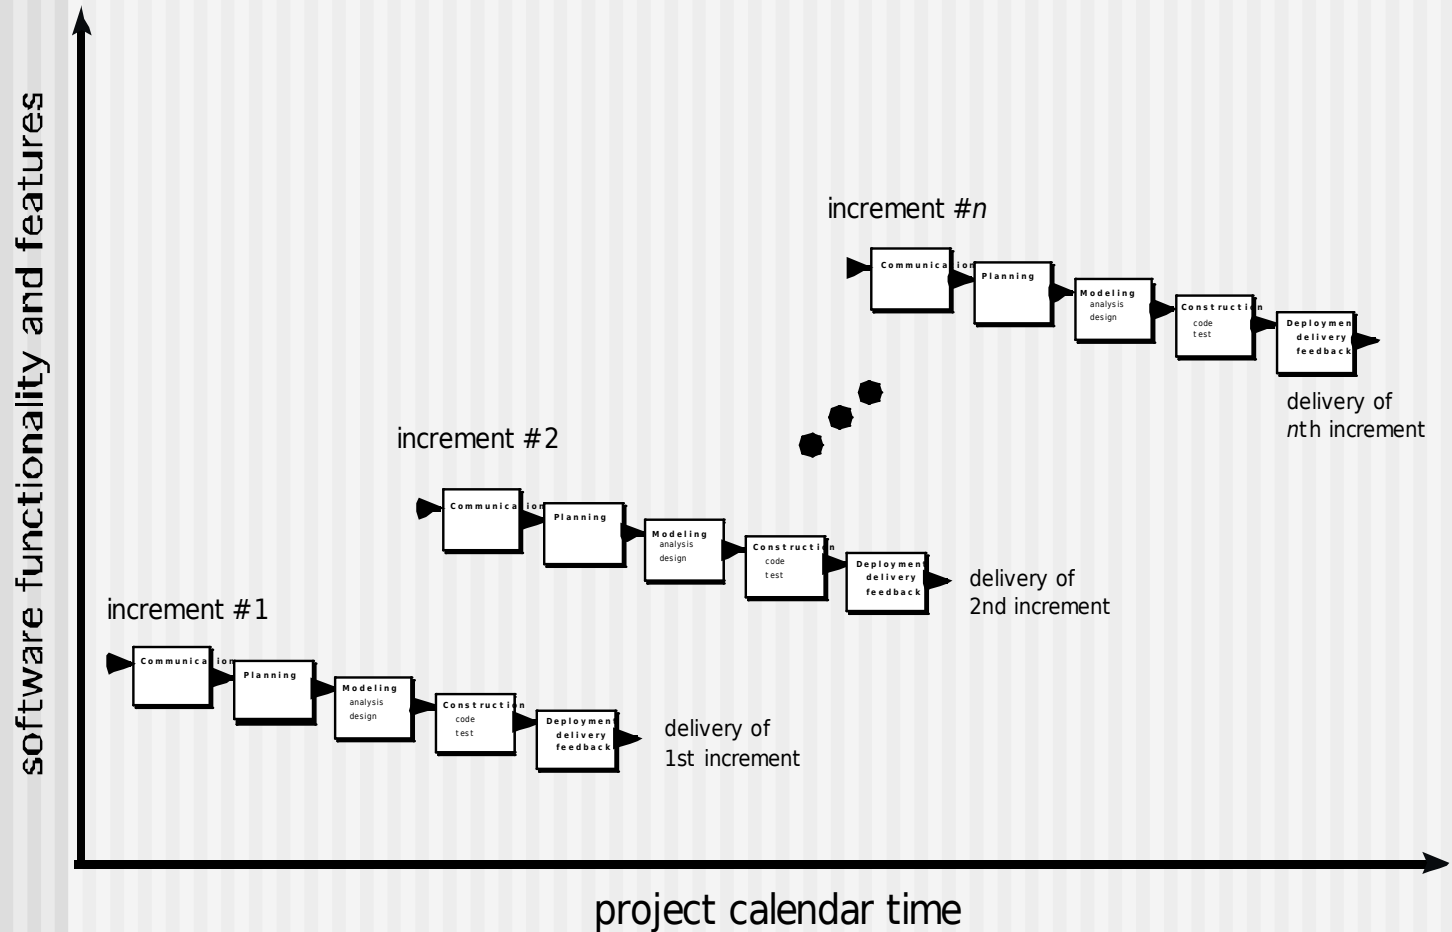 software functionality and features
increment #n
Communication
Planning
Modeling
analysis
design
Construction
code
test
Deployment
delivery
feedback
delivery of
nth increment
increment #2
Communication
Planning
Modeling
analysis
design
Construction
code
test
Deployment
delivery
feedback
delivery of
2nd increment
increment #1
Communication
Planning
Modeling
analysis
design
Construction
code
test
Deployment
delivery
feedback
delivery of
1st increment
project calendar time